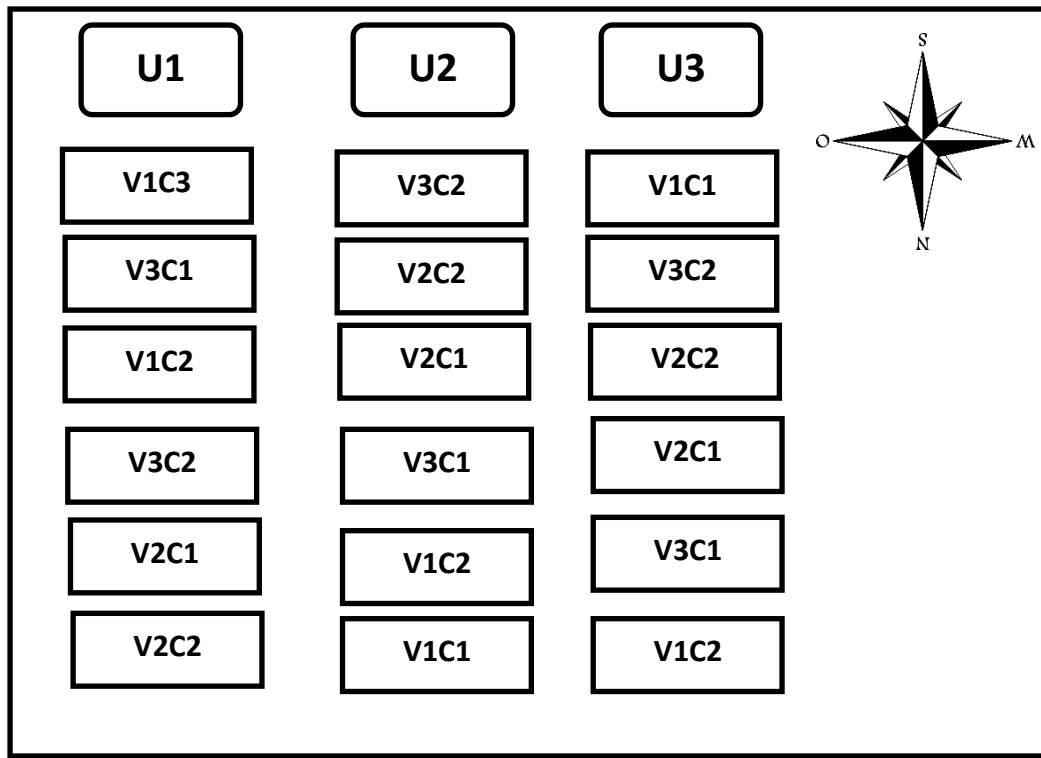 U1 U2 U3
S
O W
N
V1C3 V3C2 V1C1
V3C1 V2C2 V3C2
V1C2 V2C1 V2C2
V3C2 V3C1 V2C1
V2C1 V1C2 V3C1
V2C2 V1C1 V1C2